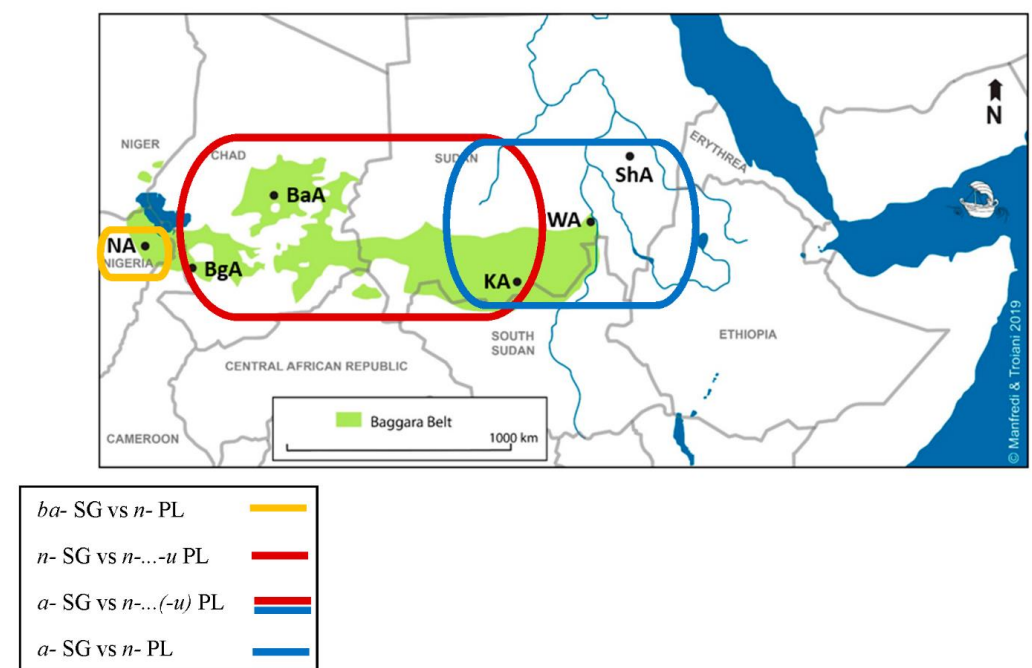 N
NIGER
CHAD
SUDAN
ERYTHREA
BaA
ShA
WA
NA
NIGERIA
BgA
KA
SOUTH
SUDAN
ETHIOPIA
CENTRAL AFRICAN REPUBLIC
Baggara Belt
1000 km
CAMEROON
© Manfredi & Troiani 2019
ba- SG vs n- PL
n- SG vs n-...-u PL
a- SG vs n-...(-u) PL
a- SG vs n- PL